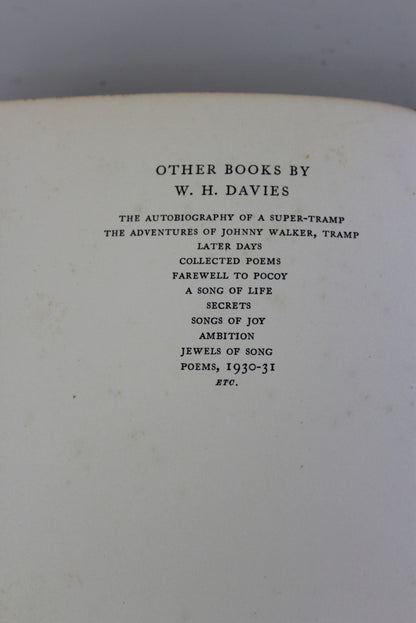 OTHER BOOKS BY
W. H. DAVIES
THE AUTOBIOGRAPHY OF A SUPER-TRAMP
THE ADVENTURES OF JOHNNY WALKER, TRAMP
LATER DAYS
COLLECTED POEMS
FAREWELL TO POCOY
A SONG OF LIFE
SECRETS
SONGS OF JOY
AMBITION
JEWELS OF SONG
POEMS, 1930-31
ETC.